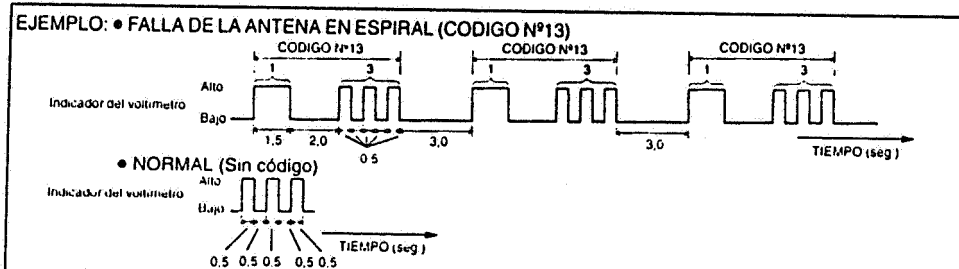 EJEMPLO: • FALLA DE LA ANTENA EN ESPIRAL (CODIGO Nº13)
CODIGO Nº13 CODIGO Nº13 CODIGO Nº13
1 3 1 3 1 3
Alto
Indicador del voltímetro
Bajo
1,5 2,0 3,0 3,0
0 5
TIEMPO (seg )
• NORMAL (Sin código)
Alto
Indicador del voltímetro
Bajo
TIEMPO (seg )
0,5 0,5 0,5 0,5 0,5